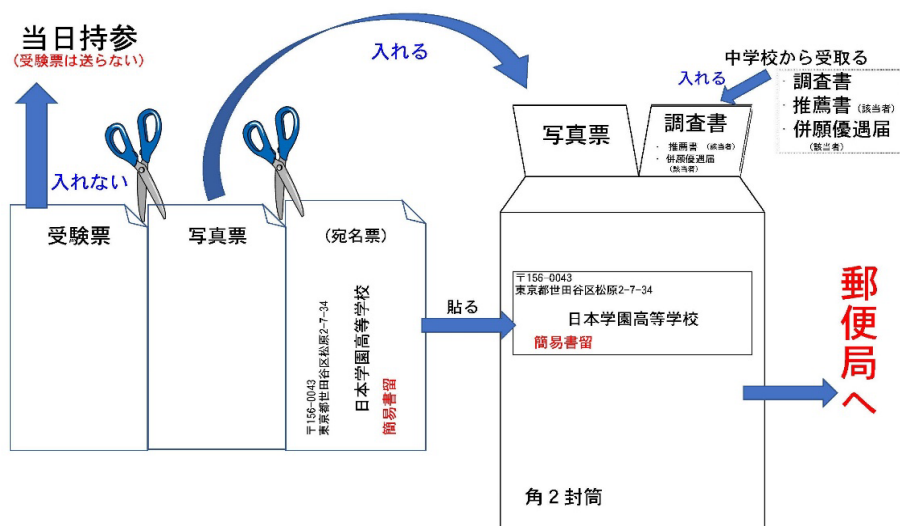 当日持参
(受験票は送らない)
入れる
中学校から受取る
入れる
・ 調査書
・ 推薦書 (該当者)
・ 併願優遇届
(該当者)
写真票
調査書
・ 推薦書 (該当者)
・ 併願優遇届
(該当者)
入れない
受験票
写真票
(宛名票)
〒156-0043
東京都世田谷区松原2-7-34
日本学園高等学校
簡易書留
貼る
〒156-0043
東京都世田谷区松原2-7-34
日本学園高等学校
簡易書留
郵便局へ
角2封筒